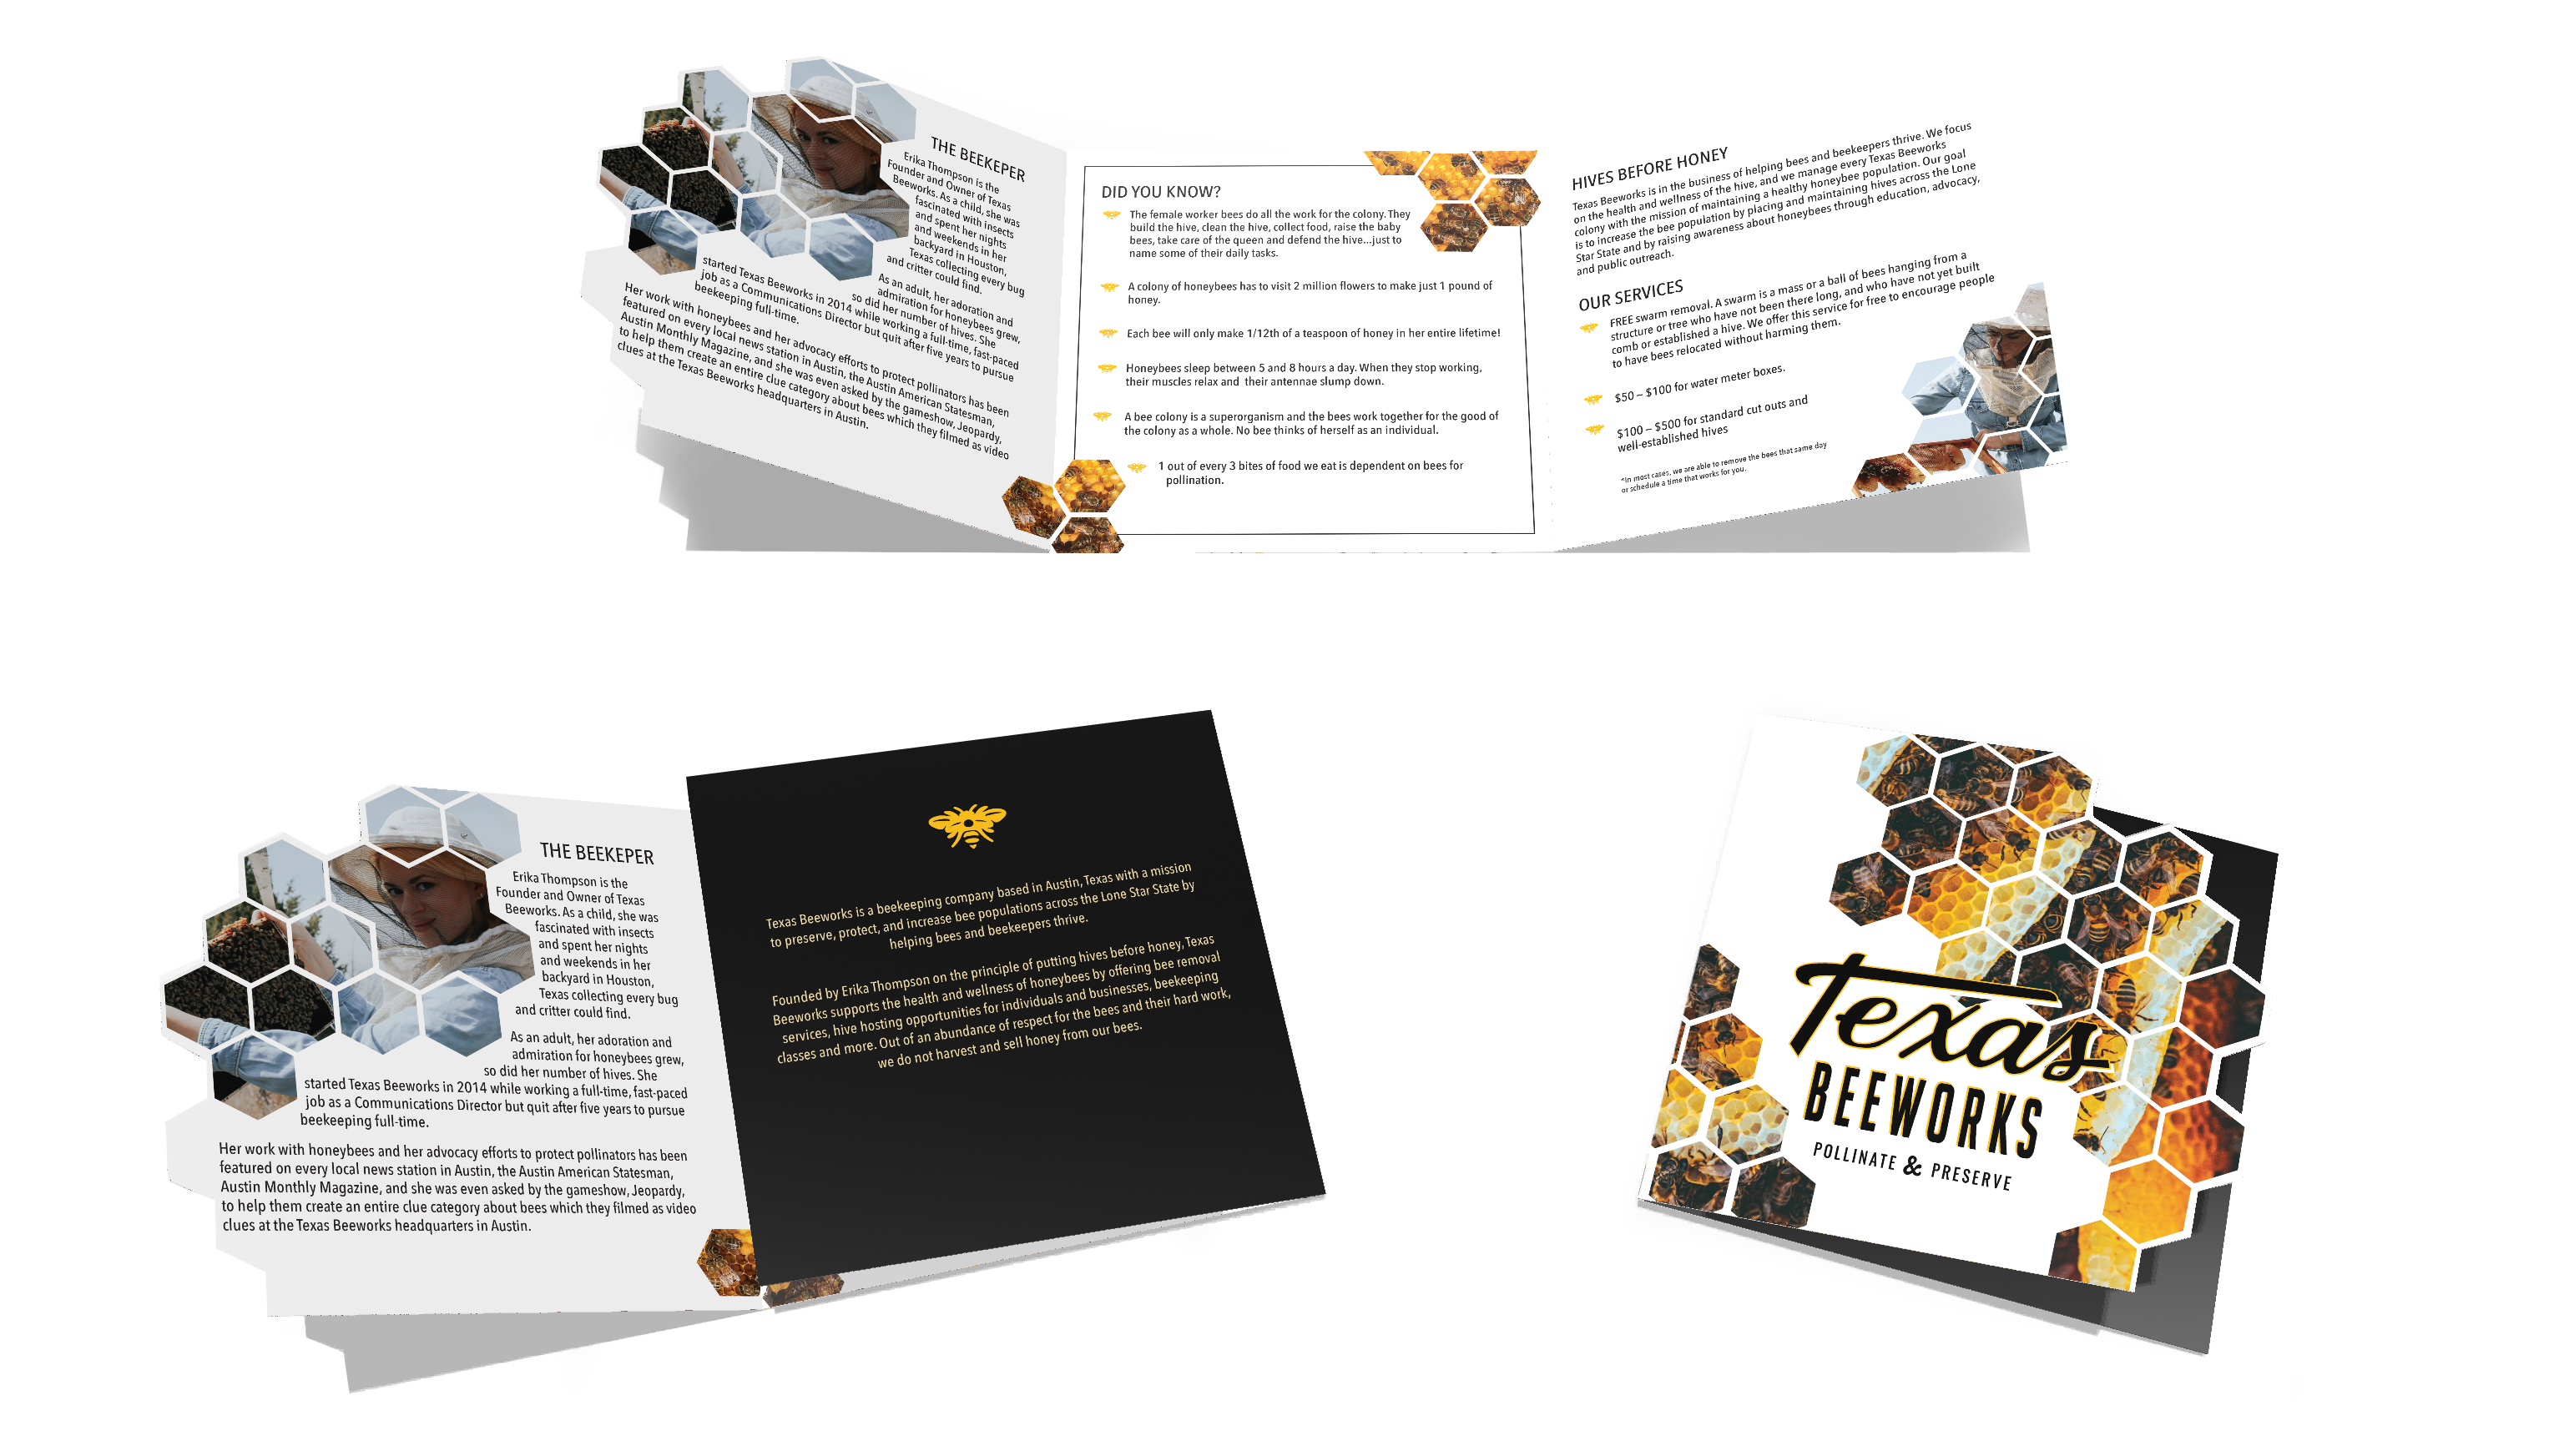 THE BEEKEPER
Erika Thompson is the
Founder and Owner of Texas
Beeworks. As a child, she was
fascinated with insects
and spent her nights
and weekends in her
backyard in Houston,
Texas collecting every bug
and critter could find.
As an adult, her adoration and
admiration for honeybees grew,
so did her number of hives. She
started Texas Beeworks in 2014 while working a full-time, fast-paced
job as a Communications Director but quit after five years to pursue
beekeeping full-time.
Her work with honeybees and her advocacy efforts to protect pollinators has been
featured on every local news station in Austin, the Austin American Statesman,
Austin Monthly Magazine, and she was even asked by the gameshow, Jeopardy,
to help them create an entire clue category about bees which they filmed as video
clues at the Texas Beeworks headquarters in Austin.
DID YOU KNOW?
The female worker bees do all the work for the colony. They
build the hive, clean the hive, collect food, raise the baby
bees, take care of the queen and defend the hive...just to
name some of their daily tasks.
A colony of honeybees has to visit 2 million flowers to make just 1 pound of
honey.
Each bee will only make 1/12th of a teaspoon of honey in her entire lifetime!
Honeybees sleep between 5 and 8 hours a day. When they stop working,
their muscles relax and their antennae slump down.
A bee colony is a superorganism and the bees work together for the good of
the colony as a whole. No bee thinks of herself as an individual.
1 out of every 3 bites of food we eat is dependent on bees for
pollination.
HIVES BEFORE HONEY
Texas Beeworks is in the business of helping bees and beekeepers thrive. We focus
on the health and wellness of the hive, and we manage every Texas Beeworks
colony with the mission of maintaining a healthy honeybee population. Our goal
is to increase the bee population by placing and maintaining hives across the Lone
Star State and by raising awareness about honeybees through education, advocacy,
and public outreach.
OUR SERVICES
FREE swarm removal. A swarm is a mass or a ball of bees hanging from a
structure or tree who have not been there long, and who have not yet built
comb or established a hive. We offer this service for free to encourage people
to have bees relocated without harming them.
$50 – $100 for water meter boxes.
$100 – $500 for standard cut outs and
well-established hives
*In most cases, we are able to remove the bees that same day
or schedule a time that works for you.
THE BEEKEPER
Erika Thompson is the
Founder and Owner of Texas
Beeworks. As a child, she was
fascinated with insects
and spent her nights
and weekends in her
backyard in Houston,
Texas collecting every bug
and critter could find.
As an adult, her adoration and
admiration for honeybees grew,
so did her number of hives. She
started Texas Beeworks in 2014 while working a full-time, fast-paced
job as a Communications Director but quit after five years to pursue
beekeeping full-time.
Her work with honeybees and her advocacy efforts to protect pollinators has been
featured on every local news station in Austin, the Austin American Statesman,
Austin Monthly Magazine, and she was even asked by the gameshow, Jeopardy,
to help them create an entire clue category about bees which they filmed as video
clues at the Texas Beeworks headquarters in Austin.
Texas Beeworks is a beekeeping company based in Austin, Texas with a mission
to preserve, protect, and increase bee populations across the Lone Star State by
helping bees and beekeepers thrive.
Founded by Erika Thompson on the principle of putting hives before honey, Texas
Beeworks supports the health and wellness of honeybees by offering bee removal
services, hive hosting opportunities for individuals and businesses, beekeeping
classes and more. Out of an abundance of respect for the bees and their hard work,
we do not harvest and sell honey from our bees.
Texas
BEEWORKS
POLLINATE & PRESERVE